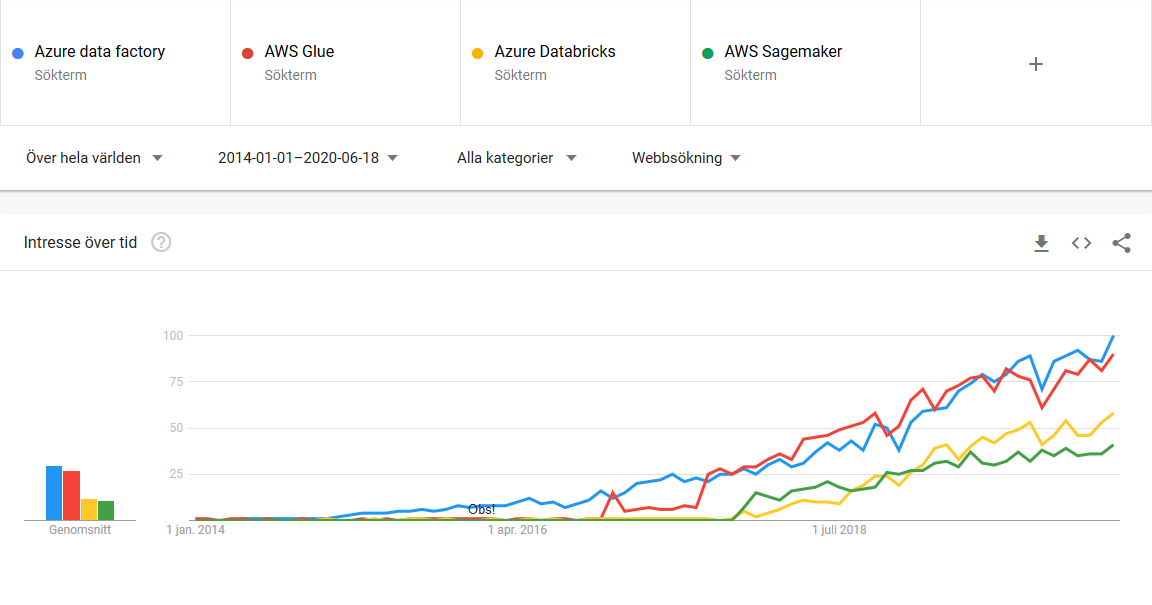 Azure data factory
Sökterm
AWS Glue
Sökterm
Azure Databricks
Sökterm
AWS Sagemaker
Sökterm
+
Över hela världen
2014-01-01–2020-06-18
Alla kategorier
Webbsökning
Intresse över tid
?
100
75
50
25
Obs!
Genomsnitt
1 jan. 2014
1 apr. 2016
1 juli 2018